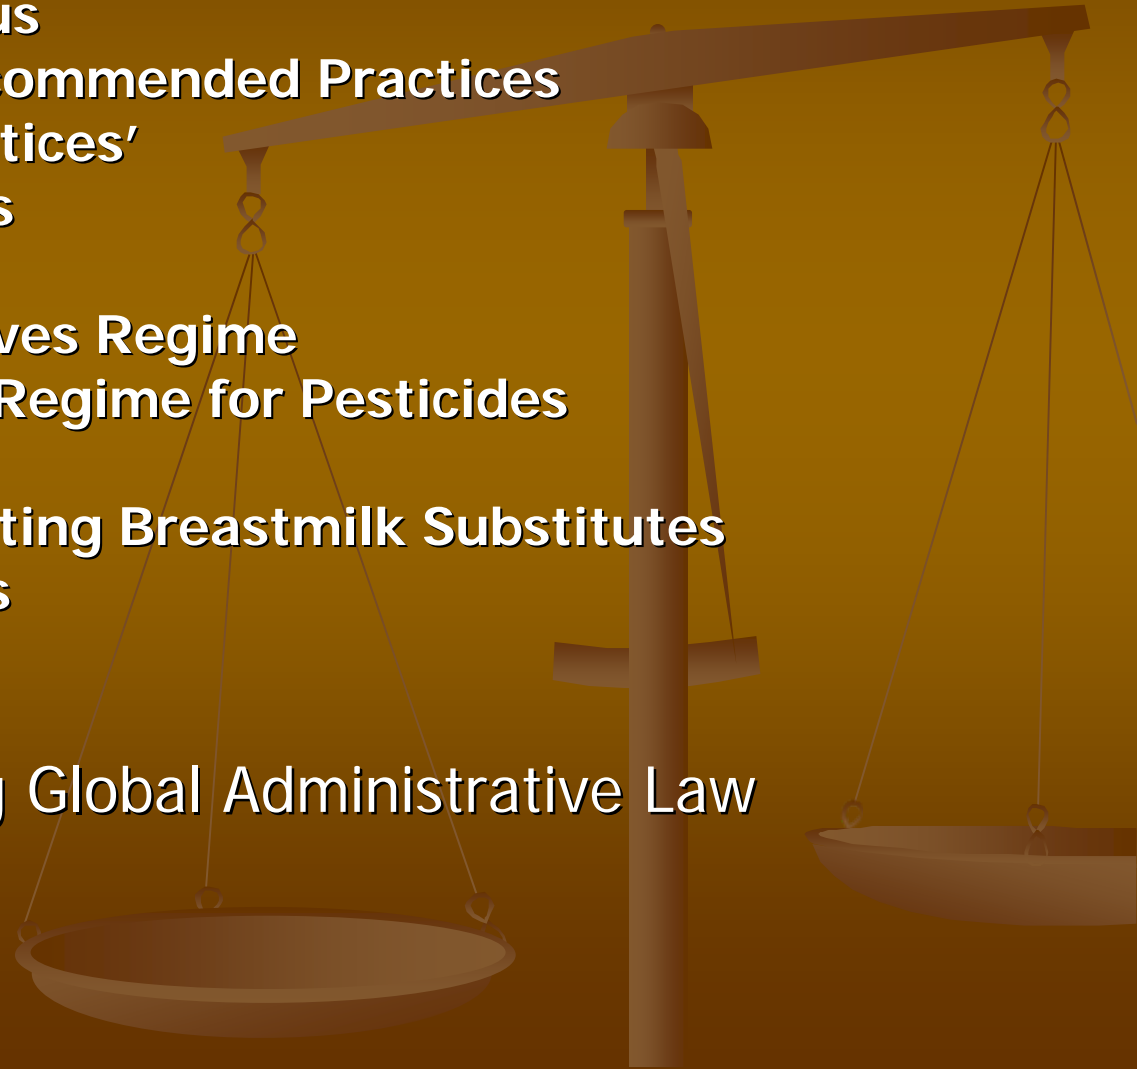 us
commended Practices
tices’
s
ves Regime
Regime for Pesticides
ting Breastmilk Substitutes
s
g Global Administrative Law